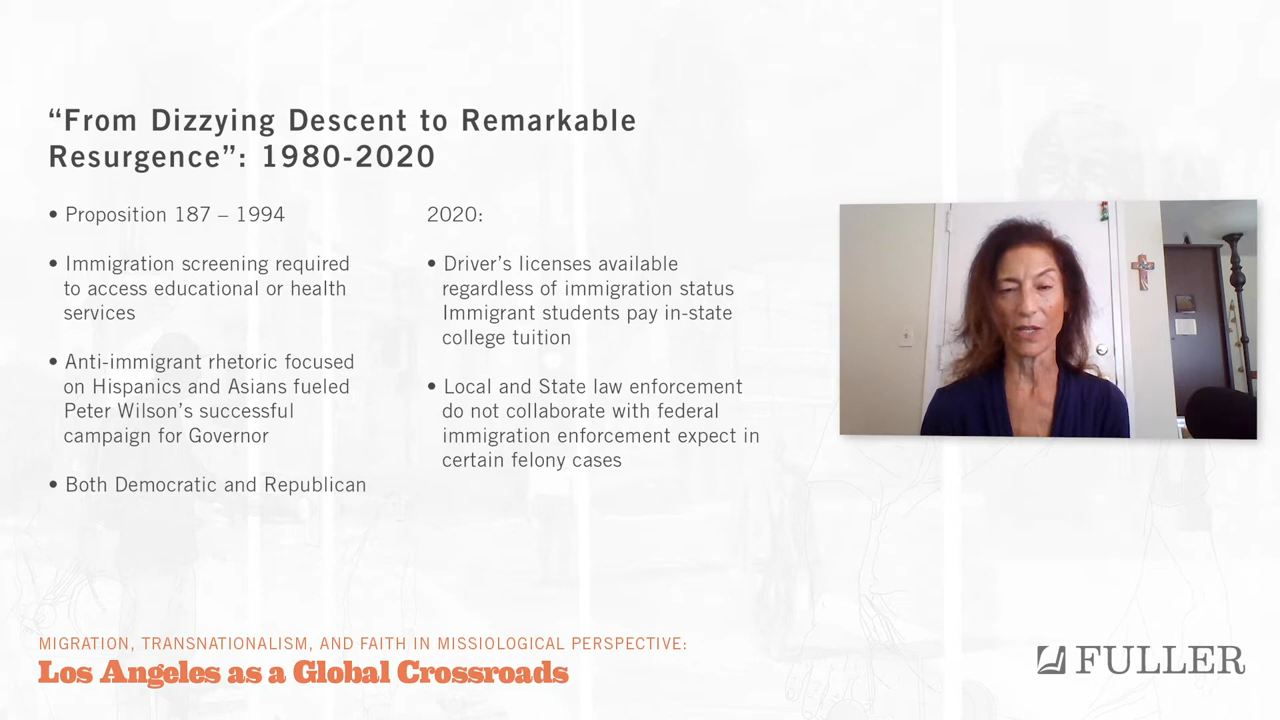 “From Dizzying Descent to Remarkable
Resurgence”: 1980-2020
• Proposition 187 – 1994
• Immigration screening required
to access educational or health
services
• Anti-immigrant rhetoric focused
on Hispanics and Asians fueled
Peter Wilson’s successful
campaign for Governor
• Both Democratic and Republican
2020:
• Driver’s licenses available
regardless of immigration status
Immigrant students pay in-state
college tuition
• Local and State law enforcement
do not collaborate with federal
immigration enforcement expect in
certain felony cases
MIGRATION, TRANSNATIONALISM, AND FAITH IN MISSIOLOGICAL PERSPECTIVE:
Los Angeles as a Global Crossroads
FULLER